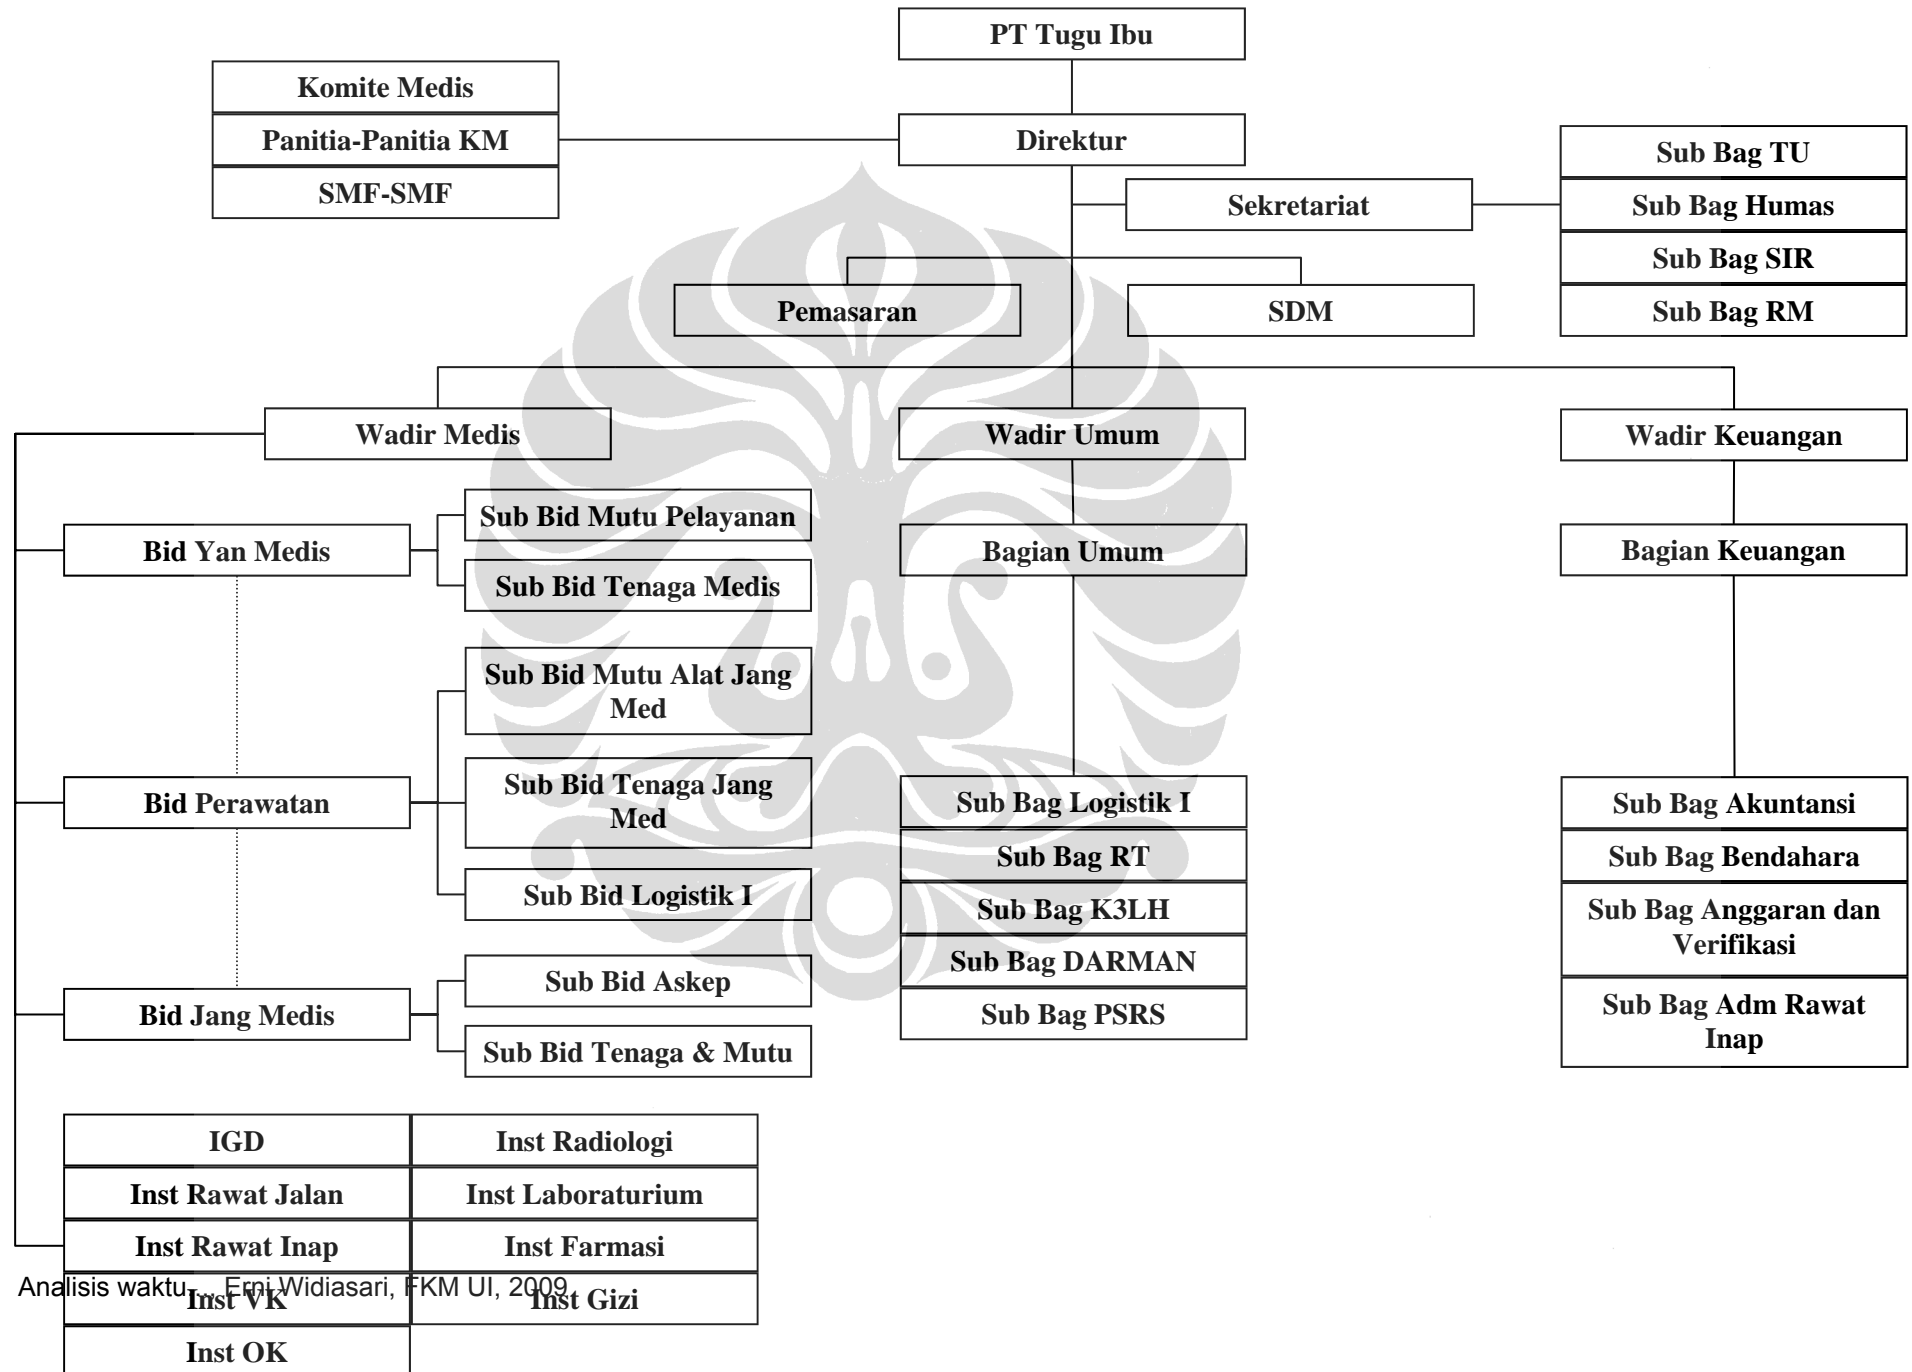 PT Tugu Ibu
Komite Medis
Panitia-Panitia KM
SMF-SMF
Direktur
Sekretariat
Sub Bag TU
Sub Bag Humas
Sub Bag SIR
Sub Bag RM
Pemasaran
SDM
Wadir Medis
Wadir Umum
Wadir Keuangan
Bid Yan Medis
Sub Bid Mutu Pelayanan
Sub Bid Tenaga Medis
Bagian Umum
Bagian Keuangan
Bid Perawatan
Sub Bid Mutu Alat Jang
Med
Sub Bid Tenaga Jang
Med
Sub Bid Logistik I
Bid Jang Medis
Sub Bid Askep
Sub Bid Tenaga & Mutu
Sub Bag Logistik I
Sub Bag RT
Sub Bag K3LH
Sub Bag DARMAN
Sub Bag PSRS
Sub Bag Akuntansi
Sub Bag Bendahara
Sub Bag Anggaran dan
Verifikasi
Sub Bag Adm Rawat
Inap
IGD
Inst Radiologi
Inst Rawat Jalan
Inst Laboraturium
Inst Rawat Inap
Inst Farmasi
Inst VK
Inst Gizi
Inst OK
Analisis waktu..., Erni Widiasari, FKM UI, 2009